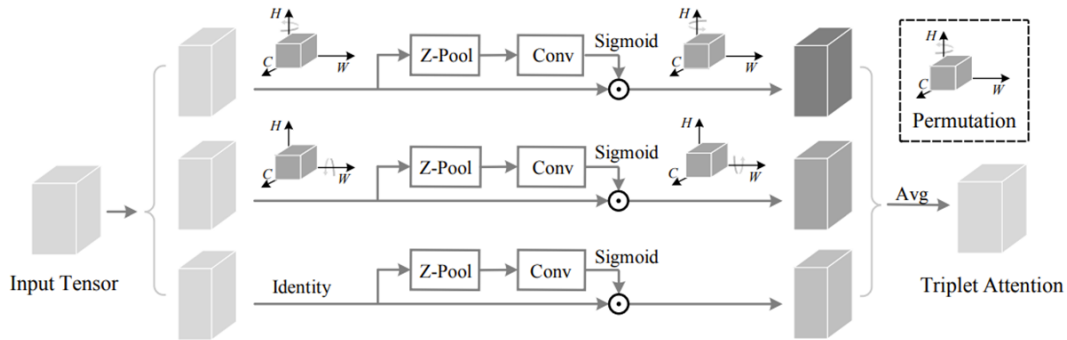 H
C
W
Z-Pool
Conv
Sigmoid
H
C
W
H
C
W
Permutation
H
C
W
Z-Pool
Conv
Sigmoid
H
C
W
Avg
Input Tensor
Identity
Z-Pool
Conv
Sigmoid
Triplet Attention